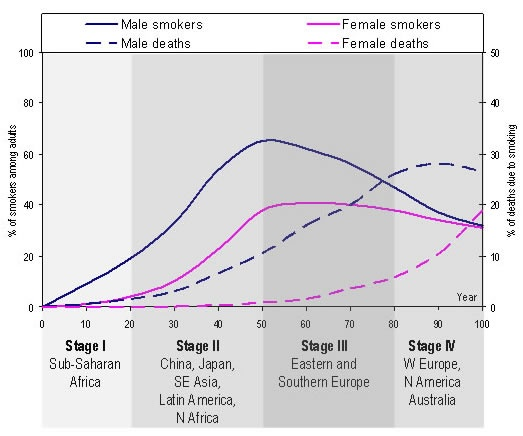 Male smokers Female smokers
Male deaths Female deaths
100 50
80 40
60 30
40 20
20 10
0 0
% of smokers among adults
% of deaths due to smoking
Year
0 10 20 30 40 50 60 70 80 90 100
Stage I Stage II Stage III Stage IV
Sub-Saharan
Africa
China, Japan,
SE Asia,
Latin America,
N Africa
Eastern and
Southern Europe
W Europe,
N America
Australia